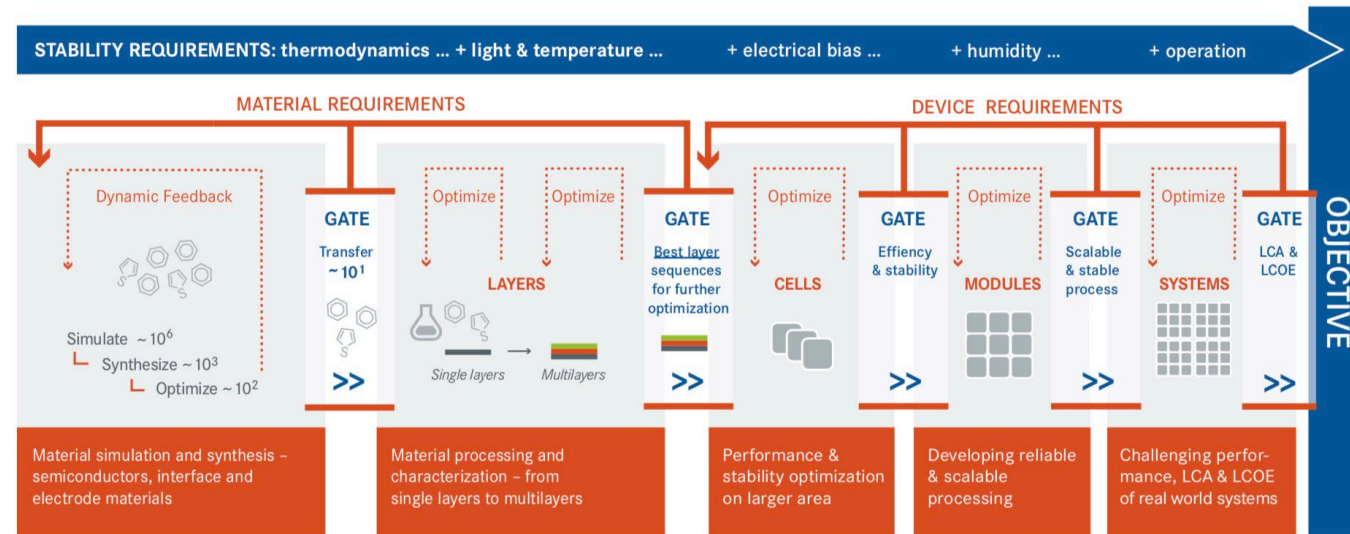 STABILITY REQUIREMENTS: thermodynamics ... + light & temperature ... + electrical bias ... + humidity ... + operation
OBJECTIVE
MATERIAL REQUIREMENTS
DEVICE REQUIREMENTS
Dynamic Feedback
S
S
Simulate ~ 10⁶
Synthesize ~ 10³
Optimize ~ 10²
Material simulation and synthesis –
semiconductors, interface and
electrode materials
GATE
Transfer
~ 10¹
S
>>
Optimize
Optimize
LAYERS
S
Single layers
Multilayers
Material processing and
characterization – from
single layers to multilayers
GATE
Best layer
sequences
for further
optimization
>>
Optimize
CELLS
Performance &
stability optimization
on larger area
GATE
Effiency
& stability
>>
Optimize
MODULES
Developing reliable
& scalable
processing
GATE
Scalable
& stable
process
>>
Optimize
SYSTEMS
Challenging perfor-
mance, LCA & LCOE
of real world systems
GATE
LCA &
LCOE
>>